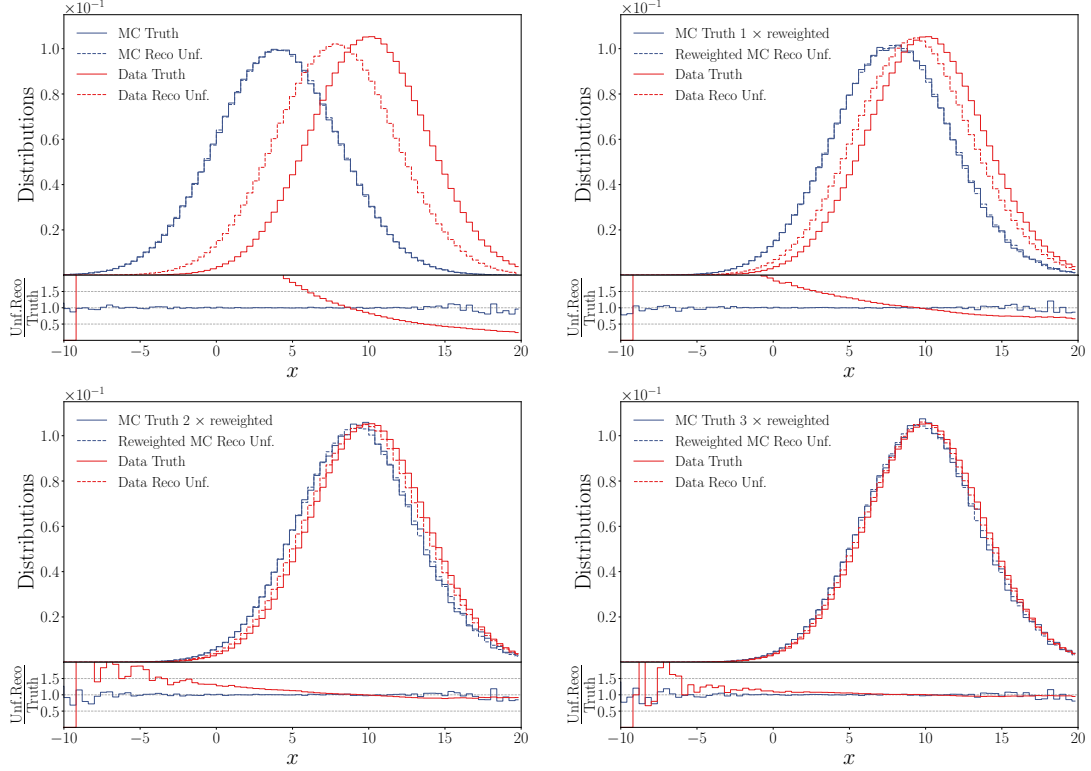 ×10⁻¹
MC Truth
MC Reco Unf.
Data Truth
Data Reco Unf.
Distributions
1.0
0.8
0.6
0.4
0.2
Unf.Reco
Truth
1.5
1.0
0.5
−10
−5
0
5
10
15
20
x
×10⁻¹
MC Truth 1 × reweighted
Reweighted MC Reco Unf.
Data Truth
Data Reco Unf.
Distributions
1.0
0.8
0.6
0.4
0.2
Unf.Reco
Truth
1.5
1.0
0.5
−10
−5
0
5
10
15
20
x
×10⁻¹
MC Truth 2 × reweighted
Reweighted MC Reco Unf.
Data Truth
Data Reco Unf.
Distributions
1.0
0.8
0.6
0.4
0.2
Unf.Reco
Truth
1.5
1.0
0.5
−10
−5
0
5
10
15
20
x
×10⁻¹
MC Truth 3 × reweighted
Reweighted MC Reco Unf.
Data Truth
Data Reco Unf.
Distributions
1.0
0.8
0.6
0.4
0.2
Unf.Reco
Truth
1.5
1.0
0.5
−10
−5
0
5
10
15
20
x